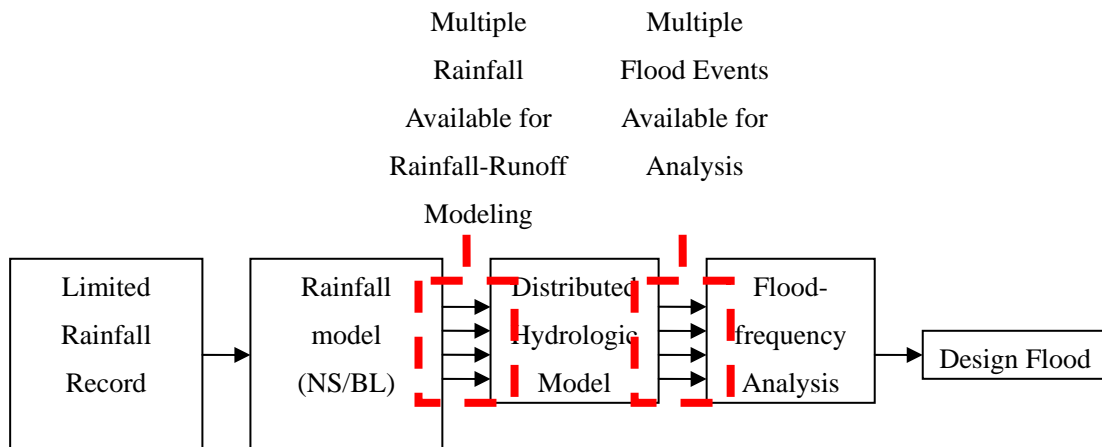 Multiple
Rainfall
Available for
Rainfall-Runoff
Modeling
Multiple
Flood Events
Available for
Analysis
Limited
Rainfall
Record
Rainfall
model
(NS/BL)
Distributed
Hydrologic
Model
Flood-
frequency
Analysis
Design Flood